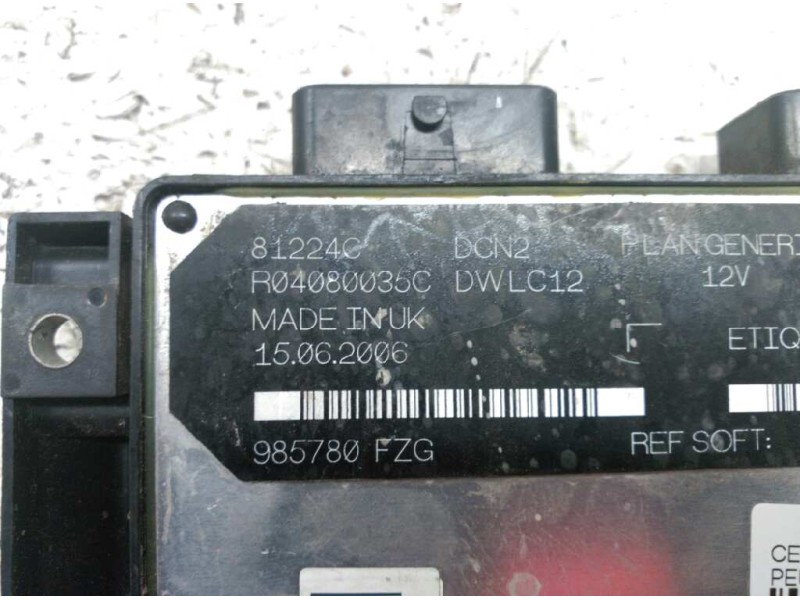 81224C DCN2 PLAN GENERI
R04080035C DWLC12 12V
MADE IN UK
15.06.2006
ETIQ
985780 FZG REF SOFT:
CE
PE